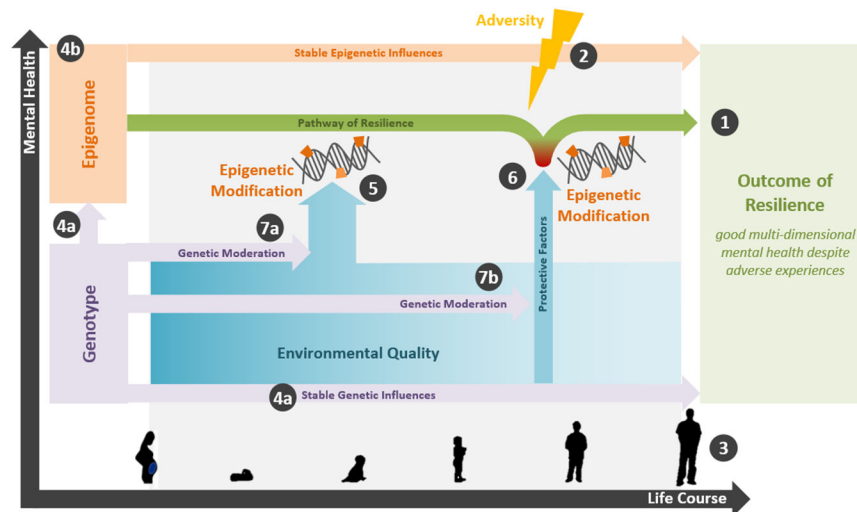 Adversity
4b
Stable Epigenetic Influences
2
Mental Health
Epigenome
Pathway of Resilience
1
Epigenetic
Modification
5
6
Epigenetic
Modification
Outcome of
Resilience
good multi-dimensional
mental health despite
adverse experiences
4a
7a
Genetic Moderation
7b
Genetic Moderation
Protective Factors
Genotype
Environmental Quality
4a
Stable Genetic Influences
3
Life Course